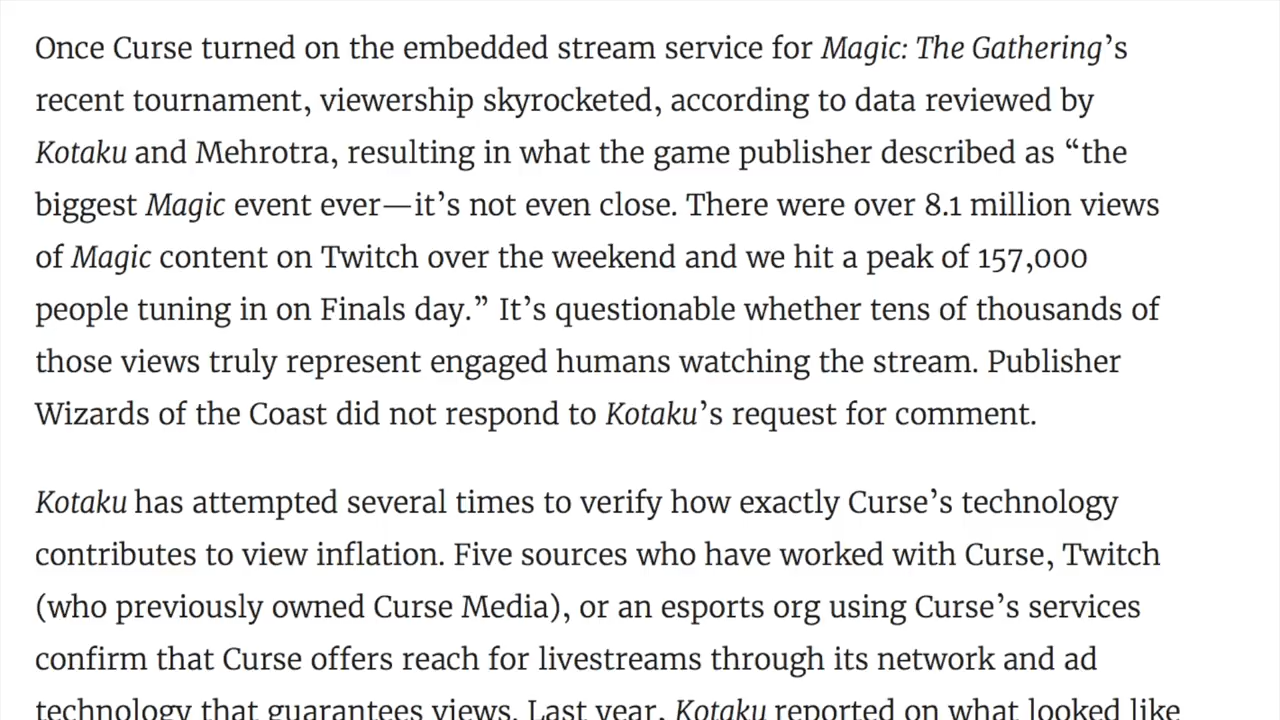 Once Curse turned on the embedded stream service for Magic: The Gathering’s
recent tournament, viewership skyrocketed, according to data reviewed by
Kotaku and Mehrotra, resulting in what the game publisher described as “the
biggest Magic event ever—it’s not even close. There were over 8.1 million views
of Magic content on Twitch over the weekend and we hit a peak of 157,000
people tuning in on Finals day.” It’s questionable whether tens of thousands of
those views truly represent engaged humans watching the stream. Publisher
Wizards of the Coast did not respond to Kotaku’s request for comment.
Kotaku has attempted several times to verify how exactly Curse’s technology
contributes to view inflation. Five sources who have worked with Curse, Twitch
(who previously owned Curse Media), or an esports org using Curse’s services
confirm that Curse offers reach for livestreams through its network and ad
technology that guarantees views. Last year, Kotaku reported on what looked like